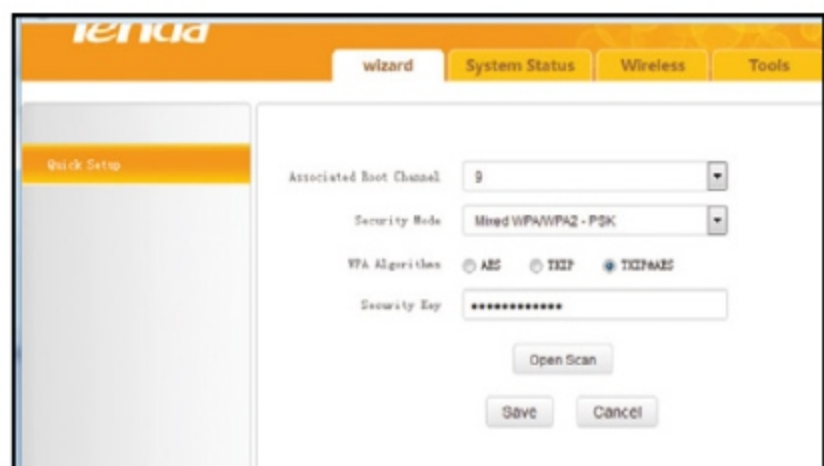 Tenda
wizard System Status Wireless Tools
Quick Setup
Associated Root Channel 9
Security Mode Mixed WPA/WPA2 - PSK
WPA Algorithm AES TKIP TKIP&AES
Security Key ••••••••••••
Open Scan
Save Cancel